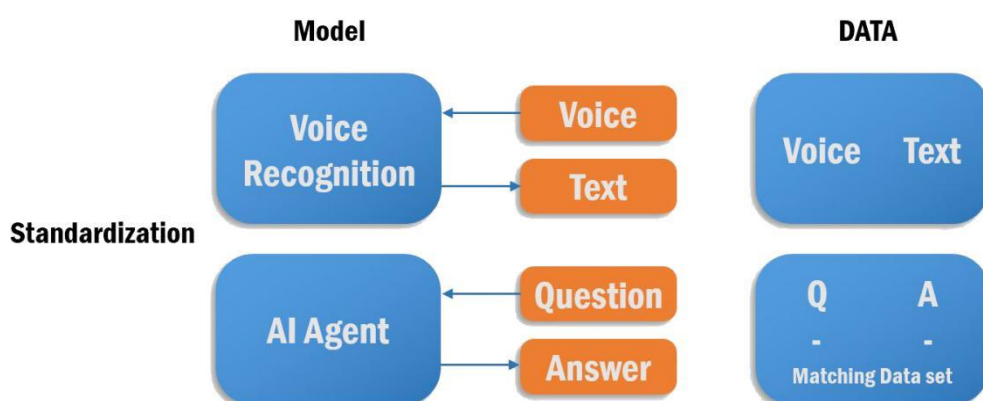 Model
DATA
Voice
Recognition
Voice
Text
Voice Text
Standardization
AI Agent
Question
Answer
Q A
- -
Matching Data set